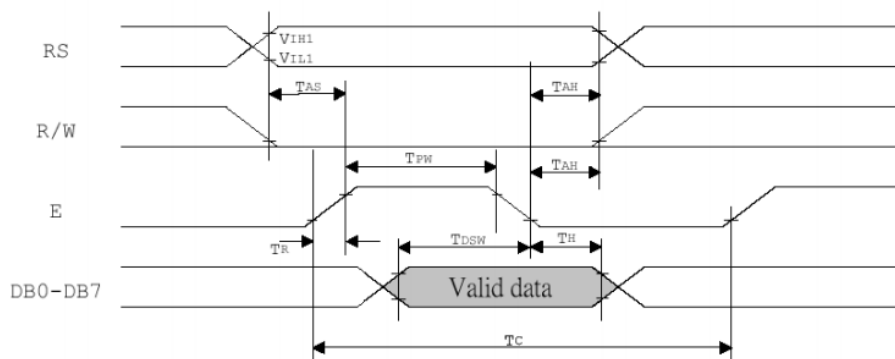 RS
VIH1
VIL1
TAS
TAH
R/W
TPW
TAH
E
TR
TDSW
TH
DB0-DB7
Valid data
TC